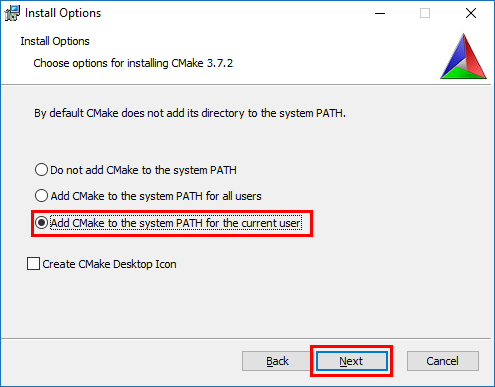 Install Options
Install Options
Choose options for installing CMake 3.7.2
By default CMake does not add its directory to the system PATH.
Do not add CMake to the system PATH
Add CMake to the system PATH for all users
Add CMake to the system PATH for the current user
Create CMake Desktop Icon
Back Next Cancel